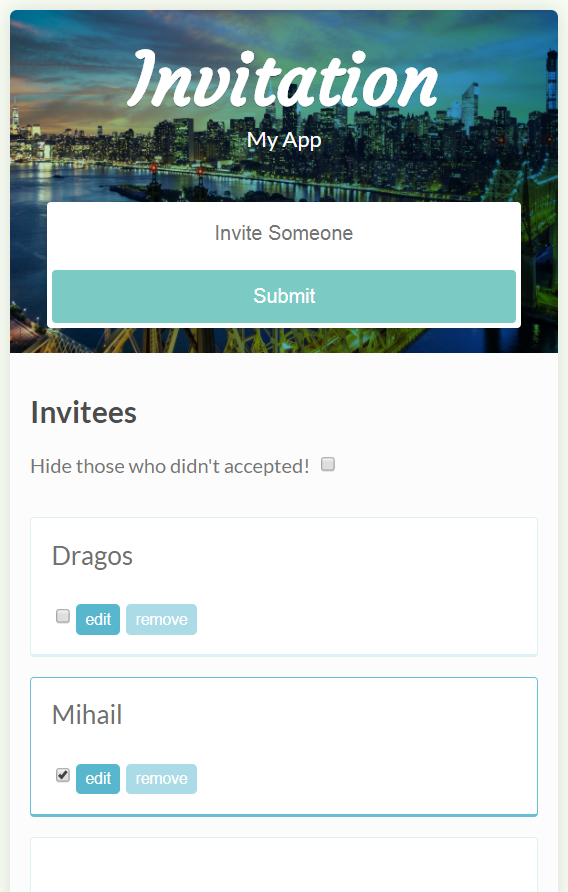 Invitation
My App
Invite Someone
Submit
Invitees
Hide those who didn't accepted!
Dragos
edit remove
Mihail
edit remove